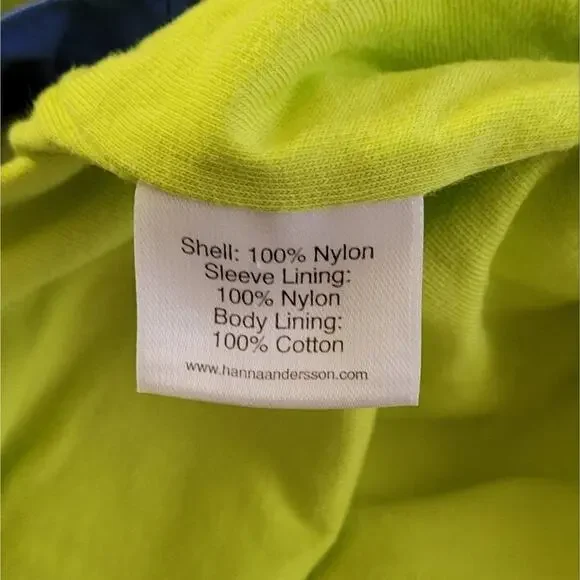 Shell: 100% Nylon
Sleeve Lining:
100% Nylon
Body Lining:
100% Cotton
www.hannaandersson.com